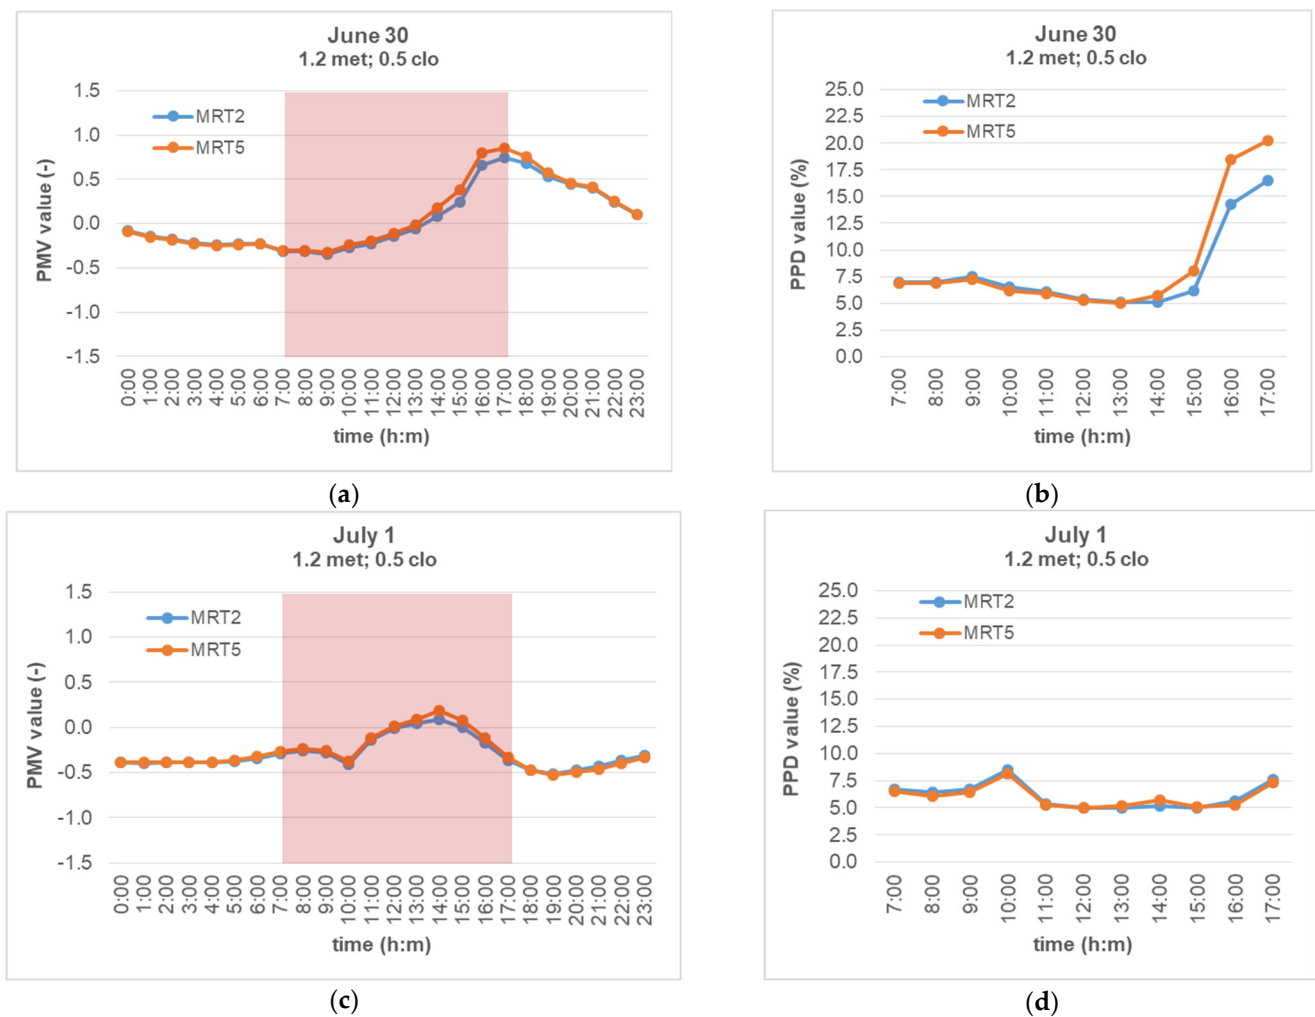 June 30
1.2 met; 0.5 clo
1.5
1.0
0.5
0.0
-0.5
-1.0
-1.5
PMV value (-)
MRT2
MRT5
0:00 1:00 2:00 3:00 4:00 5:00 6:00 7:00 8:00 9:00 10:00 11:00 12:00 13:00 14:00 15:00 16:00 17:00 18:00 19:00 20:00 21:00 22:00 23:00
time (h:m)
(a)
June 30
1.2 met; 0.5 clo
25.0
22.5
20.0
17.5
15.0
12.5
10.0
7.5
5.0
2.5
0.0
PPD value (%)
MRT2
MRT5
7:00 8:00 9:00 10:00 11:00 12:00 13:00 14:00 15:00 16:00 17:00
time (h:m)
(b)
July 1
1.2 met; 0.5 clo
1.5
1.0
0.5
0.0
-0.5
-1.0
-1.5
PMV value (-)
MRT2
MRT5
0:00 1:00 2:00 3:00 4:00 5:00 6:00 7:00 8:00 9:00 10:00 11:00 12:00 13:00 14:00 15:00 16:00 17:00 18:00 19:00 20:00 21:00 22:00 23:00
time (h:m)
(c)
July 1
1.2 met; 0.5 clo
25.0
22.5
20.0
17.5
15.0
12.5
10.0
7.5
5.0
2.5
0.0
PPD value (%)
MRT2
MRT5
7:00 8:00 9:00 10:00 11:00 12:00 13:00 14:00 15:00 16:00 17:00
time (h:m)
(d)